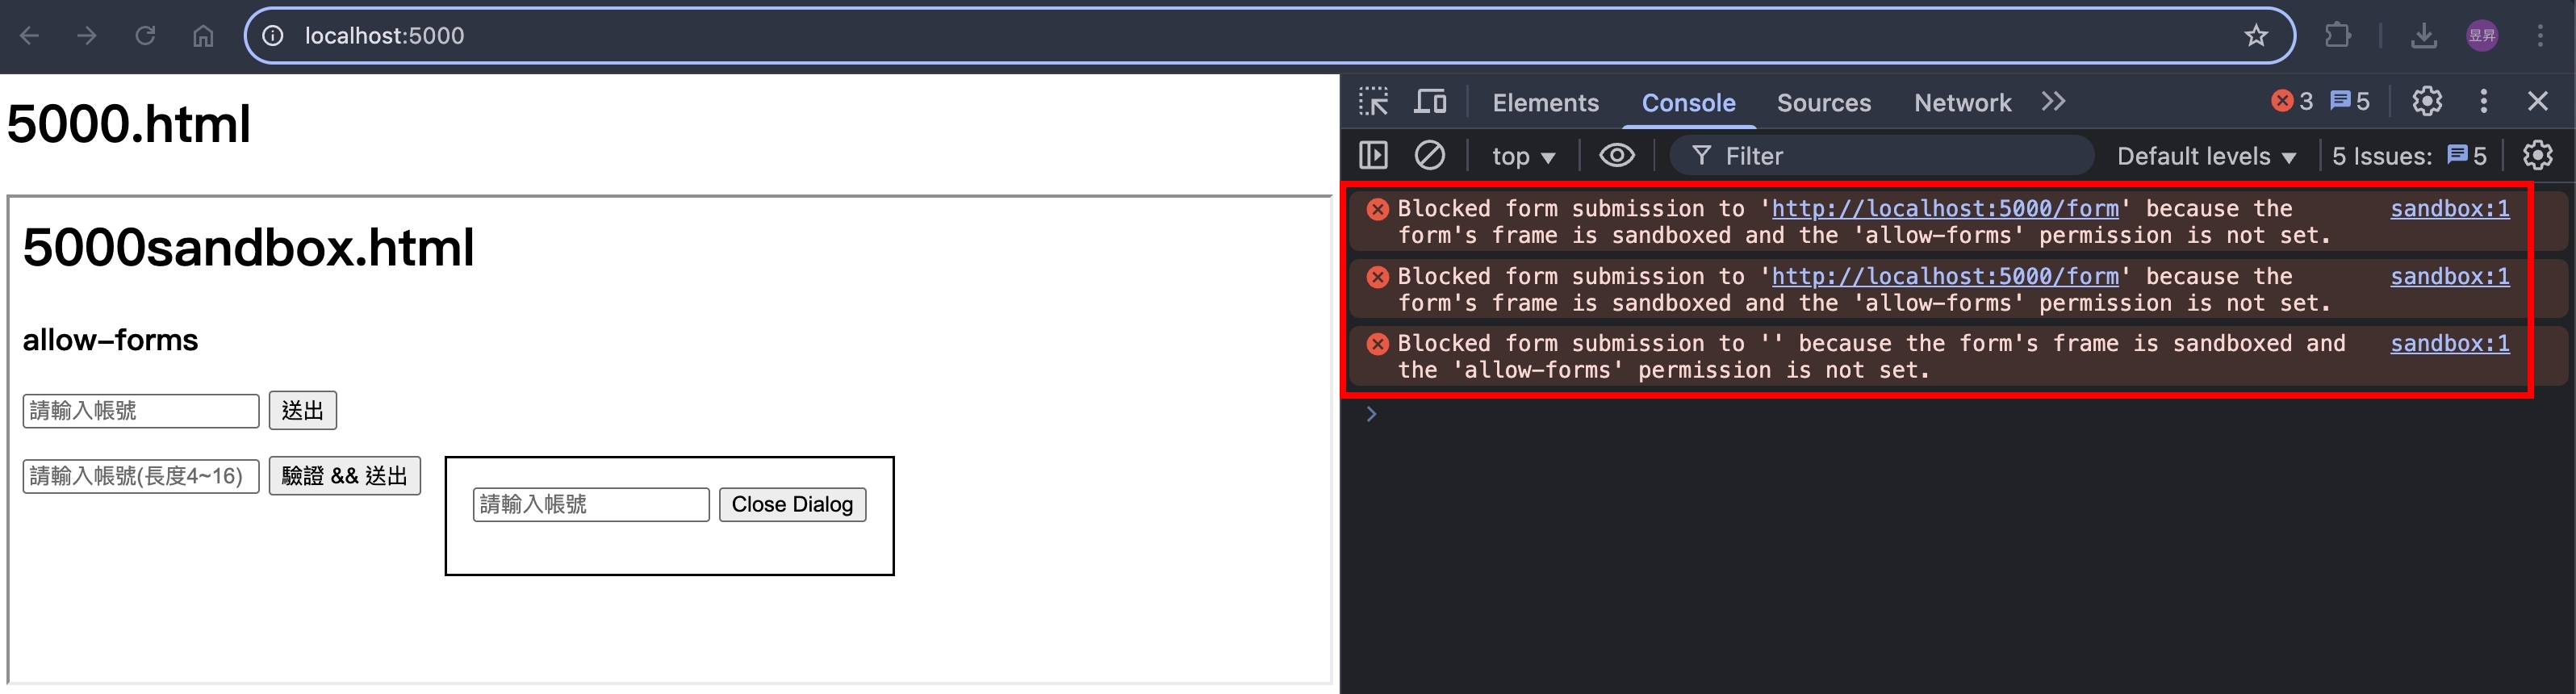 localhost:5000
昱昇
5000.html
5000sandbox.html
allow-forms
請輸入帳號 送出
請輸入帳號(長度4~16) 驗證 && 送出
請輸入帳號 Close Dialog
Elements Console Sources Network 3 5
top Filter Default levels 5 Issues: 5
Blocked form submission to 'http://localhost:5000/form' because the sandbox:1
form's frame is sandboxed and the 'allow-forms' permission is not set.
Blocked form submission to 'http://localhost:5000/form' because the sandbox:1
form's frame is sandboxed and the 'allow-forms' permission is not set.
Blocked form submission to '' because the form's frame is sandboxed and sandbox:1
the 'allow-forms' permission is not set.